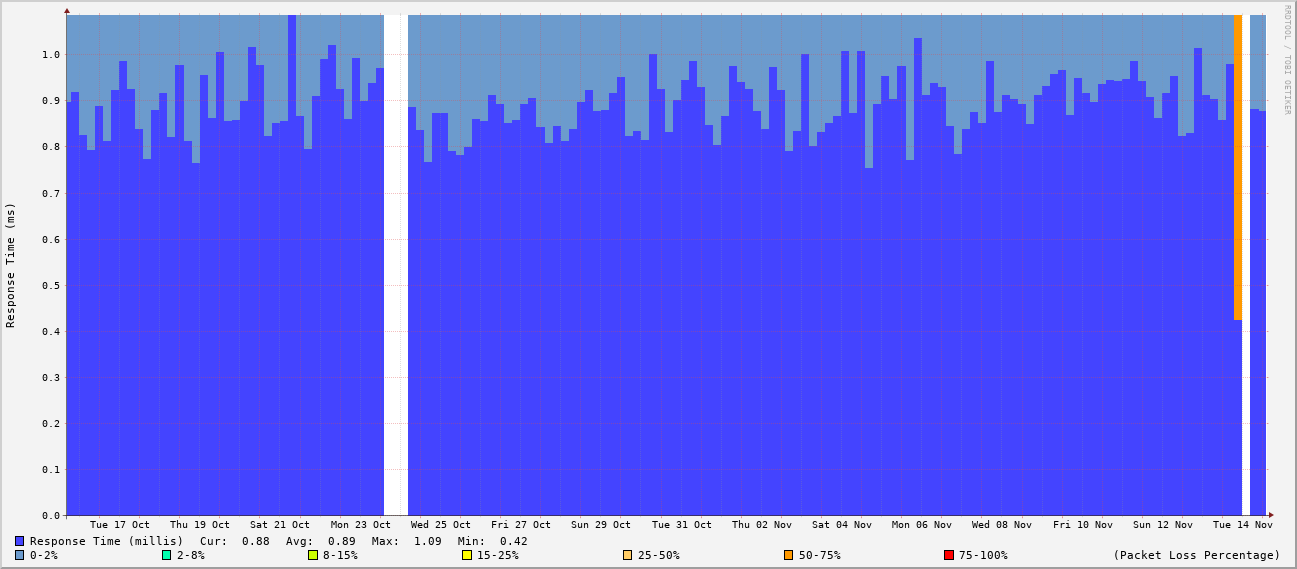 RRDTOOL / TOBI OETIKER
Response Time (ms)
1.0
0.9
0.8
0.7
0.6
0.5
0.4
0.3
0.2
0.1
0.0
Tue 17 Oct Thu 19 Oct Sat 21 Oct Mon 23 Oct Wed 25 Oct Fri 27 Oct Sun 29 Oct Tue 31 Oct Thu 02 Nov Sat 04 Nov Mon 06 Nov Wed 08 Nov Fri 10 Nov Sun 12 Nov Tue 14 Nov
Response Time (millis) Cur: 0.88 Avg: 0.89 Max: 1.09 Min: 0.42
0-2% 2-8% 8-15% 15-25% 25-50% 50-75% 75-100% (Packet Loss Percentage)